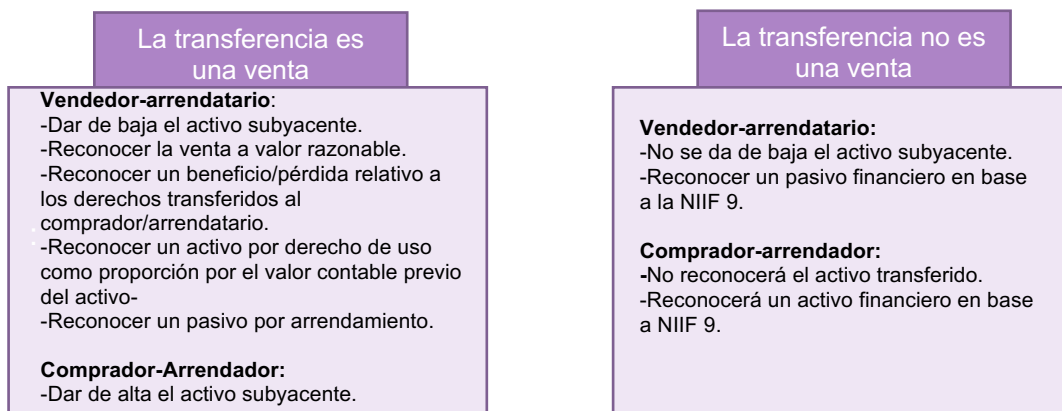 La transferencia es
una venta
Vendedor-arrendatario:
-Dar de baja el activo subyacente.
-Reconocer la venta a valor razonable.
-Reconocer un beneficio/pérdida relativo a
los derechos transferidos al
comprador/arrendatario.
-Reconocer un activo por derecho de uso
como proporción por el valor contable previo
del activo-
-Reconocer un pasivo por arrendamiento.
Comprador-Arrendador:
-Dar de alta el activo subyacente.
La transferencia no es
una venta
Vendedor-arrendatario:
-No se da de baja el activo subyacente.
-Reconocer un pasivo financiero en base
a la NIIF 9.
Comprador-arrendador:
-No reconocerá el activo transferido.
-Reconocerá un activo financiero en base
a NIIF 9.